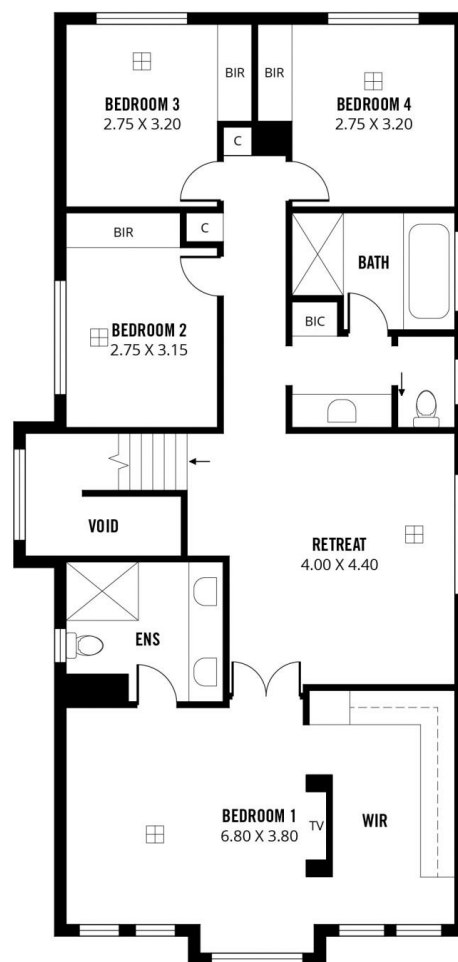 BIR
BIR
BEDROOM 3
2.75 X 3.20
BEDROOM 4
2.75 X 3.20
C
C
BIR
BATH
BEDROOM 2
2.75 X 3.15
BIC
VOID
RETREAT
4.00 X 4.40
ENS
BEDROOM 1
6.80 X 3.80
TV
WIR